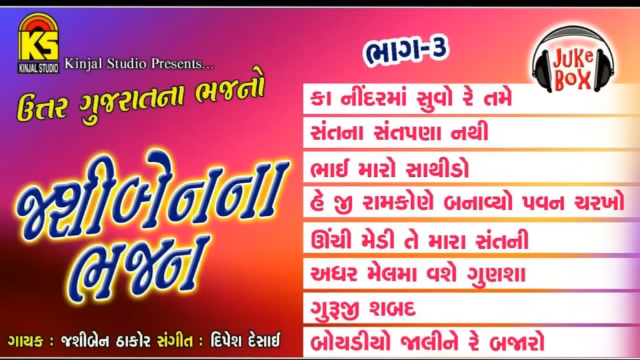 KS
KINJAL STUDIO
Kinjal Studio Presents...
ઉત્તર ગુજરાતના ભજનો
જશીબેનના
ભજન
ગાયક : જશીબેન ઠાકોર સંગીત : દિપેશ દેસાઈ
ભાગ-૩
JUKE
BOX
કા નીંદરમાં સુવો રે તમે
સંતના સંતપણા નથી
ભાઈ મારો સાથીડો
હે જી રામકોણે બનાવ્યો પવન ચરખો
ઊંચી મેડી તે મારા સંતની
અધર મેલમા વશે ગુણશા
ગુરૂજી શબદ
બોયડીયો જાલીને રે બજારો